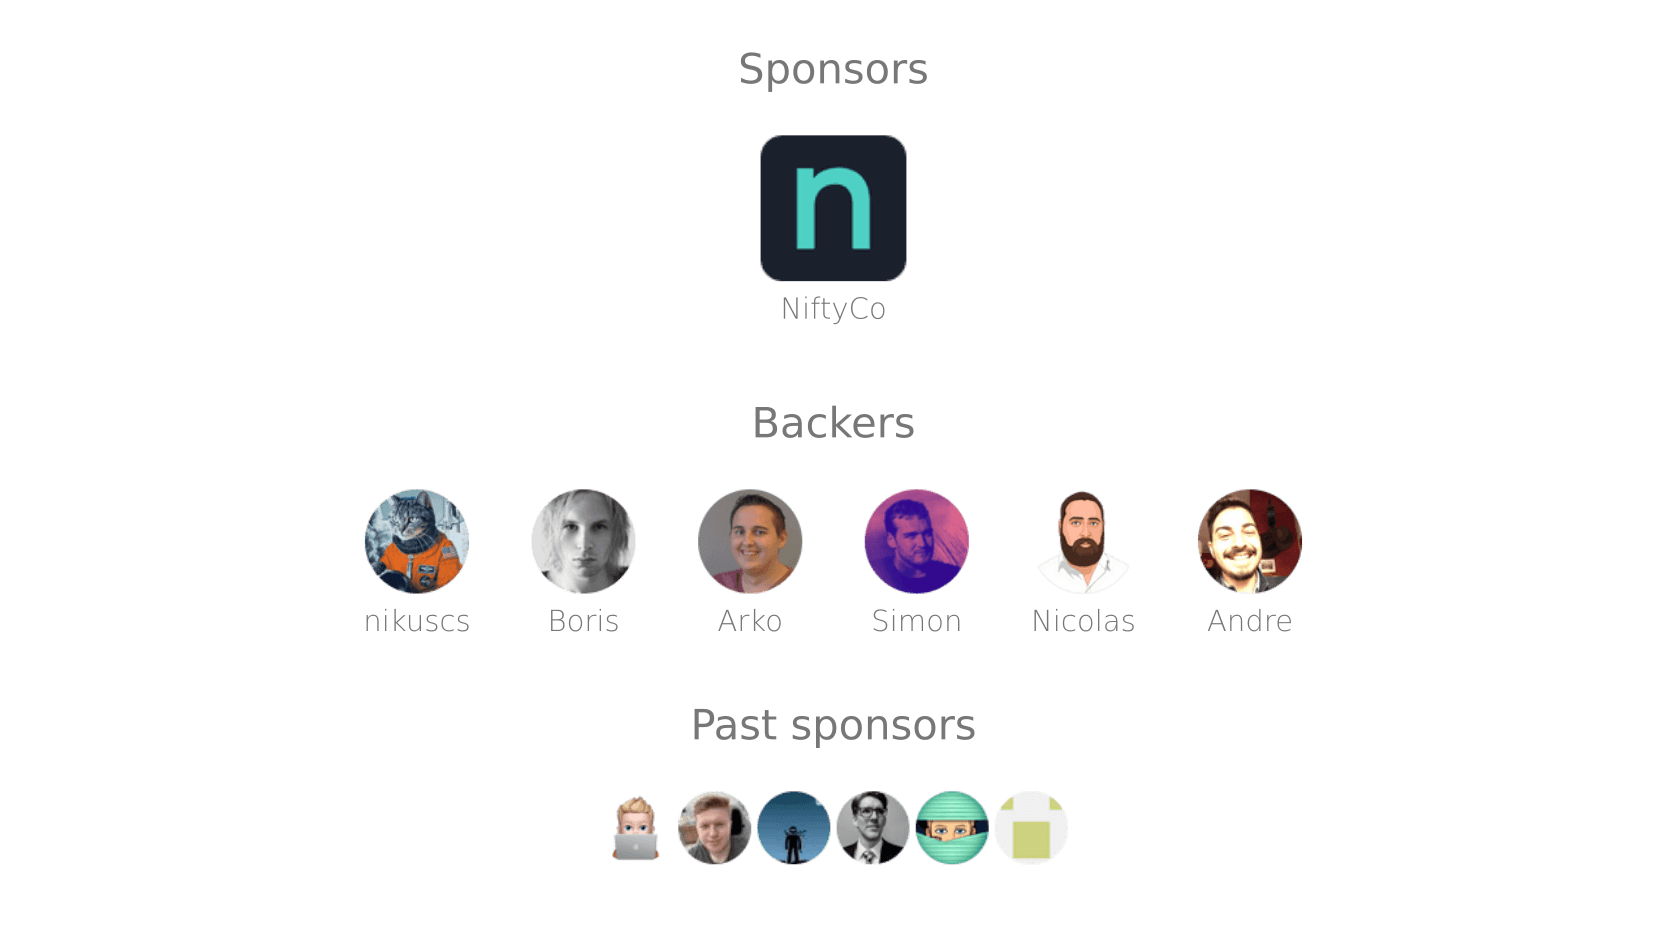 Sponsors
n
NiftyCo
Backers
nikuscs Boris Arko Simon Nicolas Andre
Past sponsors